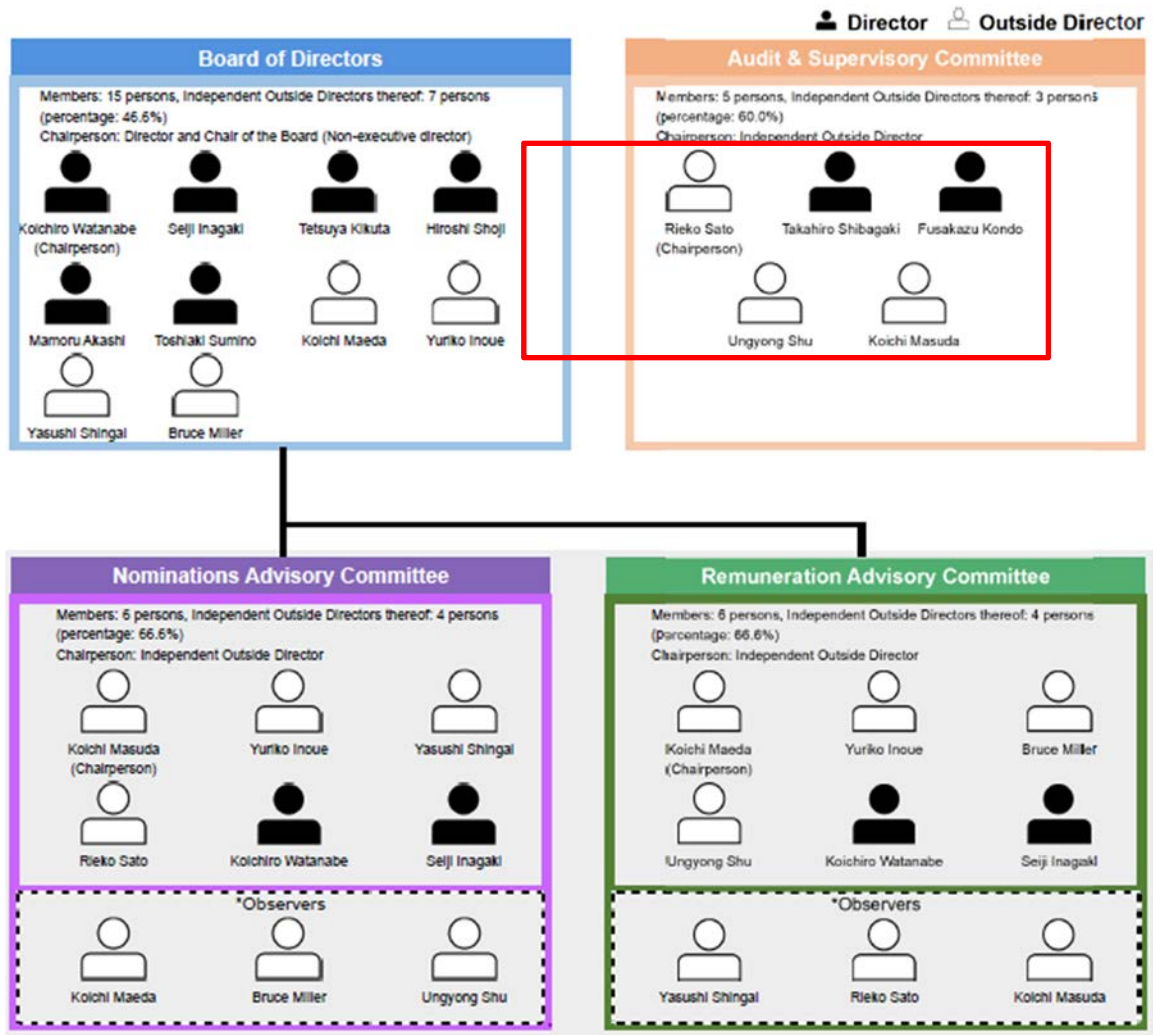 Director Outside Director
Board of Directors
Members: 15 persons, Independent Outside Directors thereof: 7 persons
(percentage: 46.6%)
Chairperson: Director and Chair of the Board (Non-executive director)
Koichiro Watanabe Seiji Inagaki Tetsuya Kikuta Hiroshi Shoji
(Chairperson)
Mamoru Akashi Toshiaki Sumino Koichi Maeda Yuriko Inoue
Yasushi Shingai Bruce Miller
Audit & Supervisory Committee
Members: 5 persons, Independent Outside Directors thereof: 3 persons
(percentage: 60.0%)
Chairperson: Independent Outside Director
Rieko Sato Takahiro Shibagaki Fusakazu Kondo
(Chairperson)
Ungyong Shu Koichi Masuda
Nominations Advisory Committee
Members: 6 persons, Independent Outside Directors thereof: 4 persons
(percentage: 66.6%)
Chairperson: Independent Outside Director
Koichi Masuda Yuriko Inoue Yasushi Shingai
(Chairperson)
Rieko Sato Koichiro Watanabe Seiji Inagaki
*Observers
Koichi Maeda Bruce Miller Ungyong Shu
Remuneration Advisory Committee
Members: 6 persons, Independent Outside Directors thereof: 4 persons
(percentage: 66.6%)
Chairperson: Independent Outside Director
Koichi Maeda Yuriko Inoue Bruce Miller
(Chairperson)
Ungyong Shu Koichiro Watanabe Seiji Inagaki
*Observers
Yasushi Shingai Rieko Sato Koichi Masuda